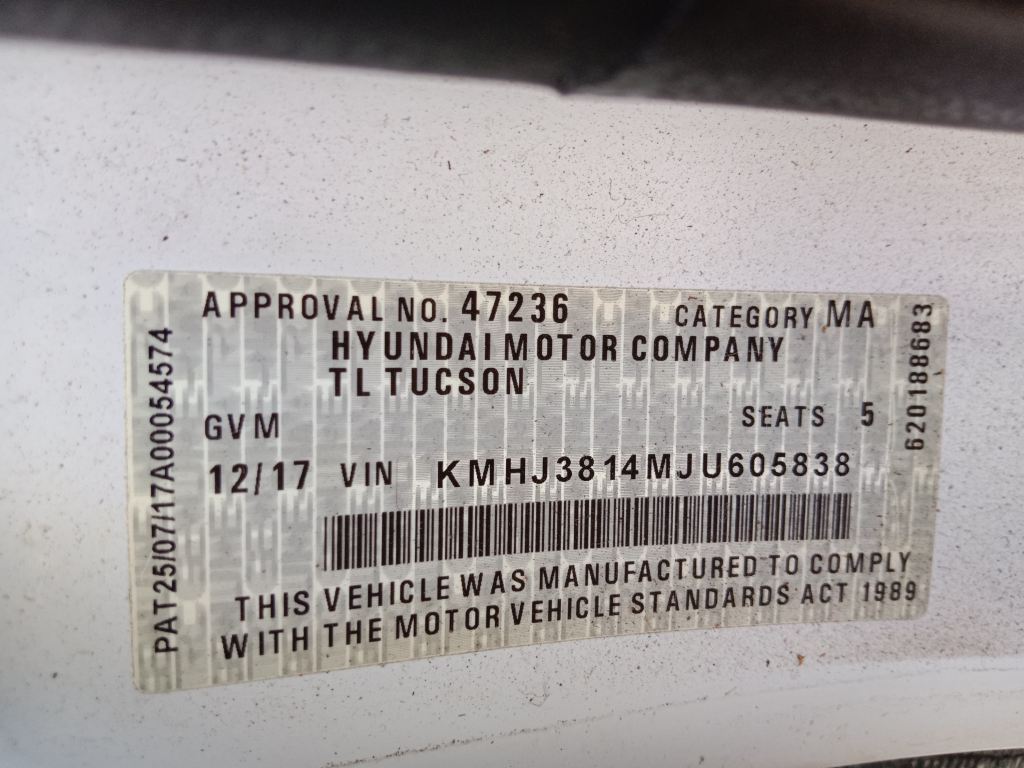 APPROVAL NO. 47236 CATEGORY MA
HYUNDAI MOTOR COMPANY
TL TUCSON
GVM SEATS 5
12/17 VIN KMHJ3814MJU605838
THIS VEHICLE WAS MANUFACTURED TO COMPLY
WITH THE MOTOR VEHICLE STANDARDS ACT 1989
PAT25/07/17A00054574
620188683